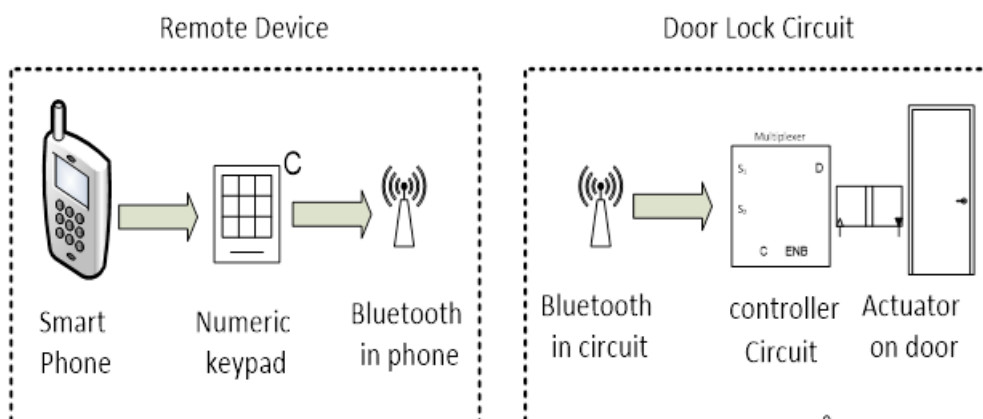 Remote Device
Door Lock Circuit
C
Multiplexer
S₁
D
S₂
C
ENB
Smart
Phone
Numeric
keypad
Bluetooth
in phone
Bluetooth
in circuit
controller
Circuit
Actuator
on door